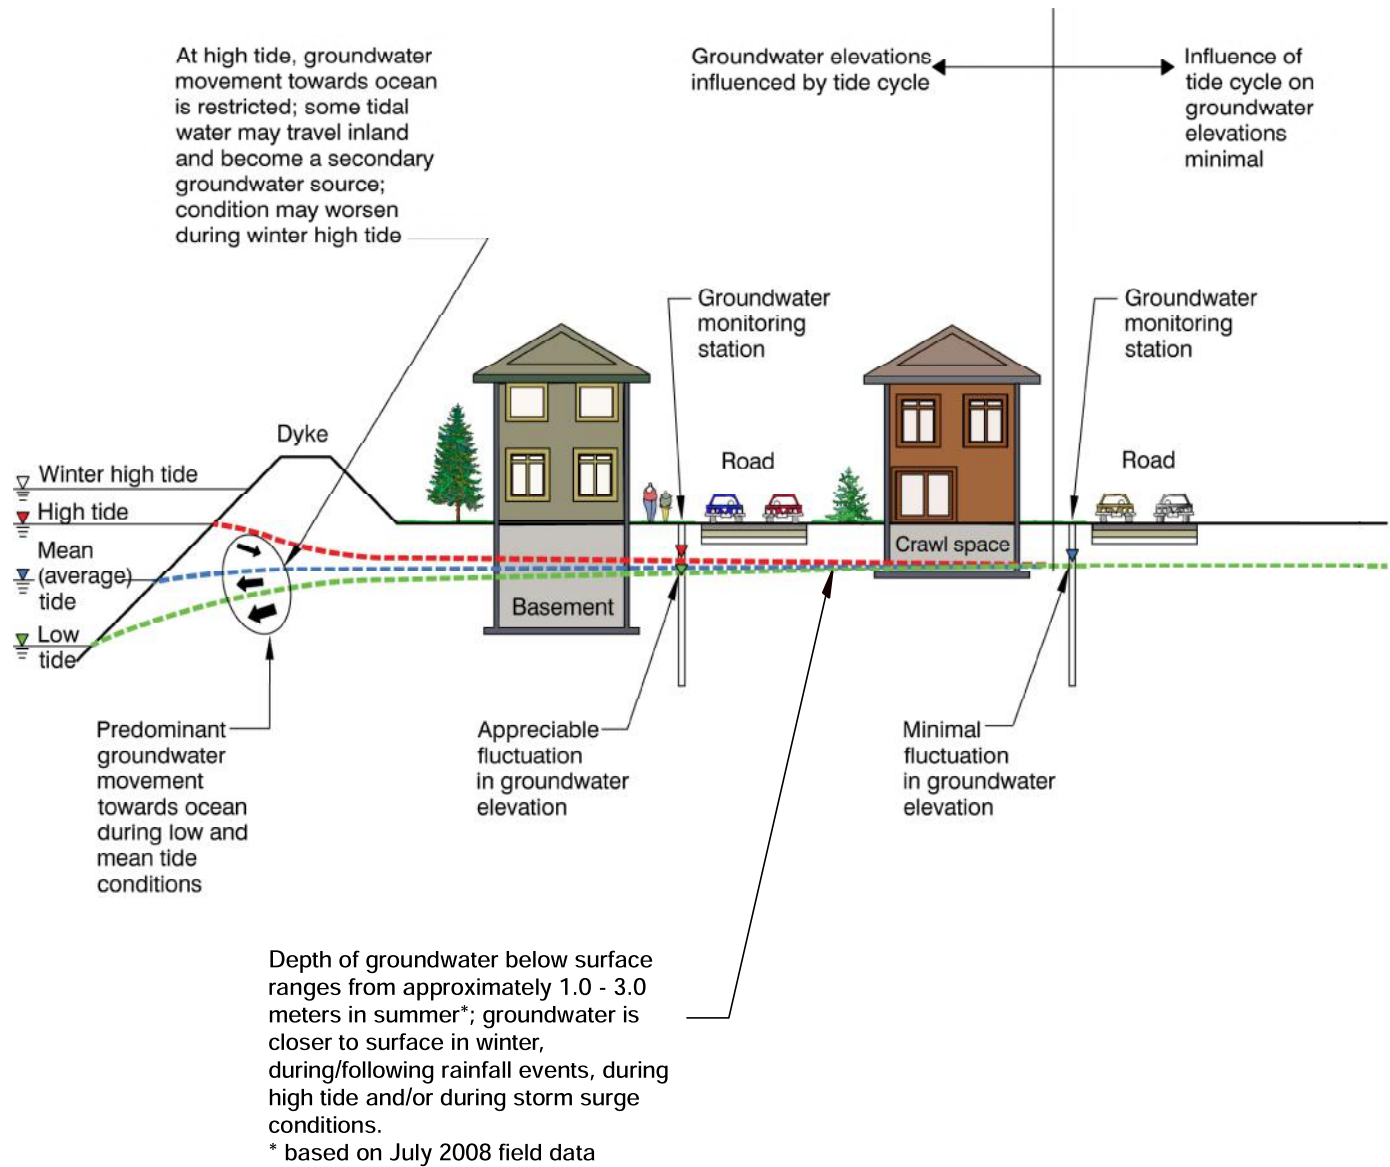 At high tide, groundwater
movement towards ocean
is restricted; some tidal
water may travel inland
and become a secondary
groundwater source;
condition may worsen
during winter high tide
Groundwater elevations
influenced by tide cycle
Influence of
tide cycle on
groundwater
elevations
minimal
Groundwater
monitoring
station
Groundwater
monitoring
station
Dyke
Winter high tide
High tide
Mean
(average)
tide
Low
tide
Road
Road
Crawl space
Basement
Predominant
groundwater
movement
towards ocean
during low and
mean tide
conditions
Appreciable
fluctuation
in groundwater
elevation
Minimal
fluctuation
in groundwater
elevation
Depth of groundwater below surface
ranges from approximately 1.0 - 3.0
meters in summer*; groundwater is
closer to surface in winter,
during/following rainfall events, during
high tide and/or during storm surge
conditions.
* based on July 2008 field data